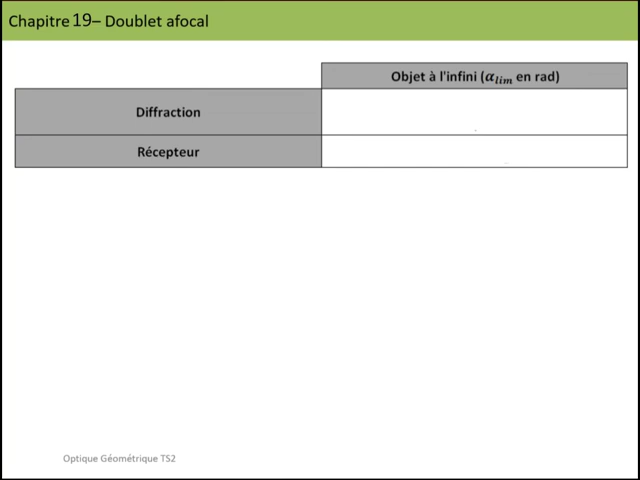 Chapitre 19– Doublet afocal
Objet à l'infini (αlim en rad)
Diffraction
Récepteur
Optique Géométrique TS2